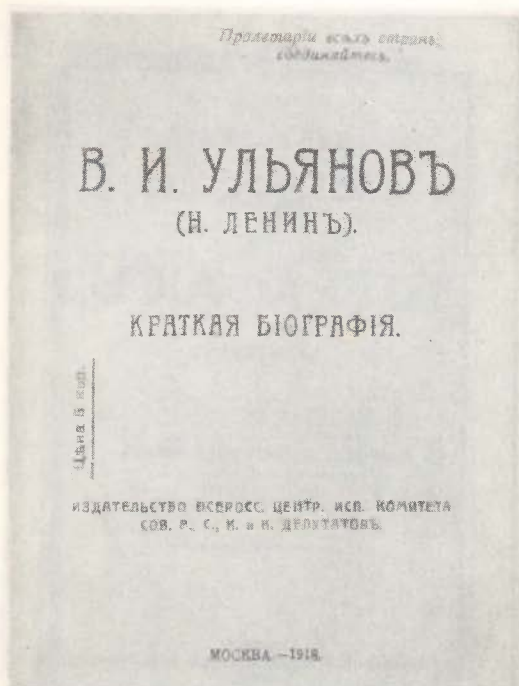 Пролетаріи всѣхъ странъ,
соединяйтесь.
В. И. УЛЬЯНОВЪ
(Н. ЛЕНИНЪ).
КРАТКАЯ БІОГРАФІЯ.
Цѣна 5 коп.
ИЗДАТЕЛЬСТВО ВСЕРОСС. ЦЕНТР. ИСП. КОМИТЕТА
СОВ. Р., С., К. и К. ДЕПУТАТОВЪ.
МОСКВА.—1918.